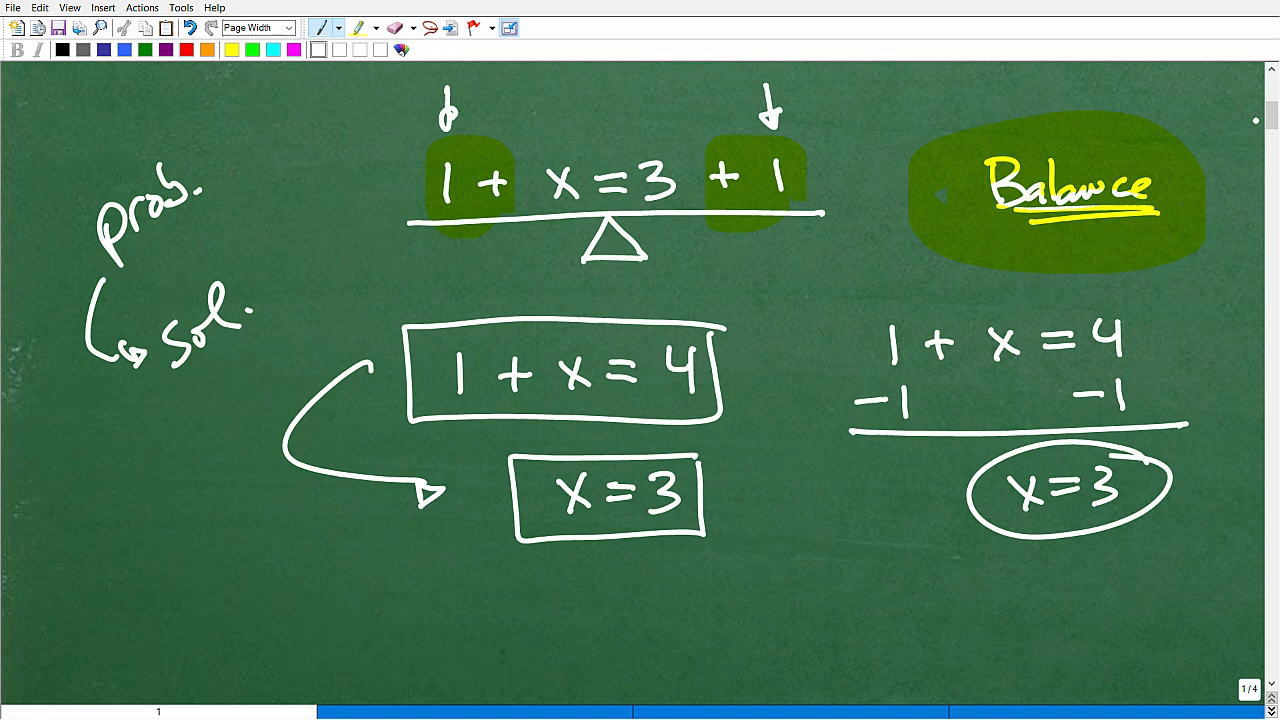 File Edit View Insert Actions Tools Help
Page Width
B I
1 + x = 3 + 1
Balance
prob.
sol.
1 + x = 4
x = 3
1 + x = 4
-1 -1
x = 3
1/4
1